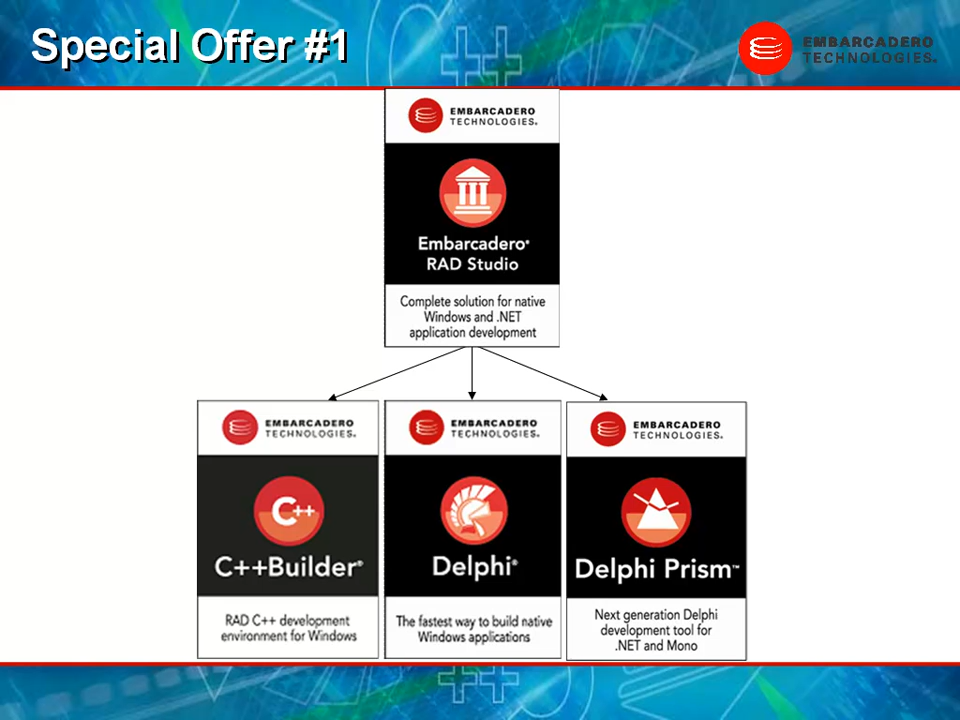 Special Offer #1
EMBARCADERO
TECHNOLOGIES.
EMBARCADERO
TECHNOLOGIES.
Embarcadero®
RAD Studio
Complete solution for native
Windows and .NET
application development
EMBARCADERO
TECHNOLOGIES.
C++
C++Builder®
RAD C++ development
environment for Windows
EMBARCADERO
TECHNOLOGIES.
Delphi®
The fastest way to build native
Windows applications
EMBARCADERO
TECHNOLOGIES.
Delphi Prism™
Next generation Delphi
development tool for
.NET and Mono
++
++